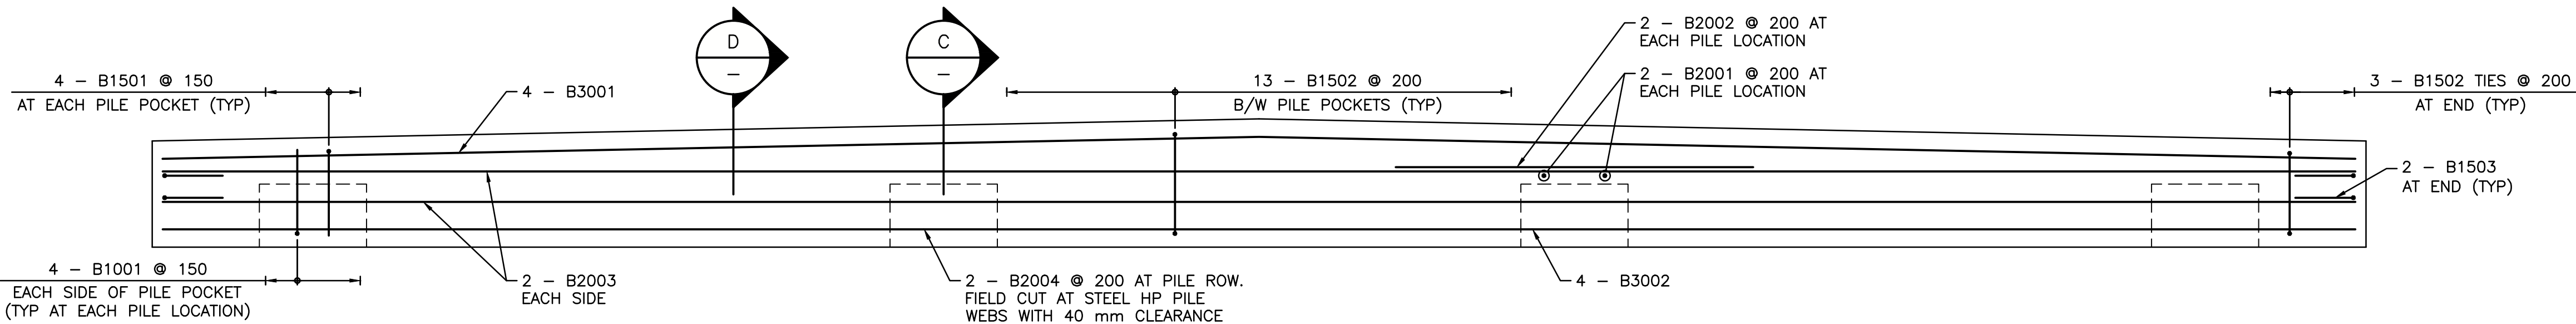 4 - B1501 @ 150
AT EACH PILE POCKET (TYP)
4 - B3001
D
-
C
-
13 - B1502 @ 200
B/W PILE POCKETS (TYP)
2 - B2002 @ 200 AT
EACH PILE LOCATION
2 - B2001 @ 200 AT
EACH PILE LOCATION
3 - B1502 TIES @ 200
AT END (TYP)
2 - B1503
AT END (TYP)
4 - B1001 @ 150
EACH SIDE OF PILE POCKET
(TYP AT EACH PILE LOCATION)
2 - B2003
EACH SIDE
2 - B2004 @ 200 AT PILE ROW.
FIELD CUT AT STEEL HP PILE
WEBS WITH 40 mm CLEARANCE
4 - B3002